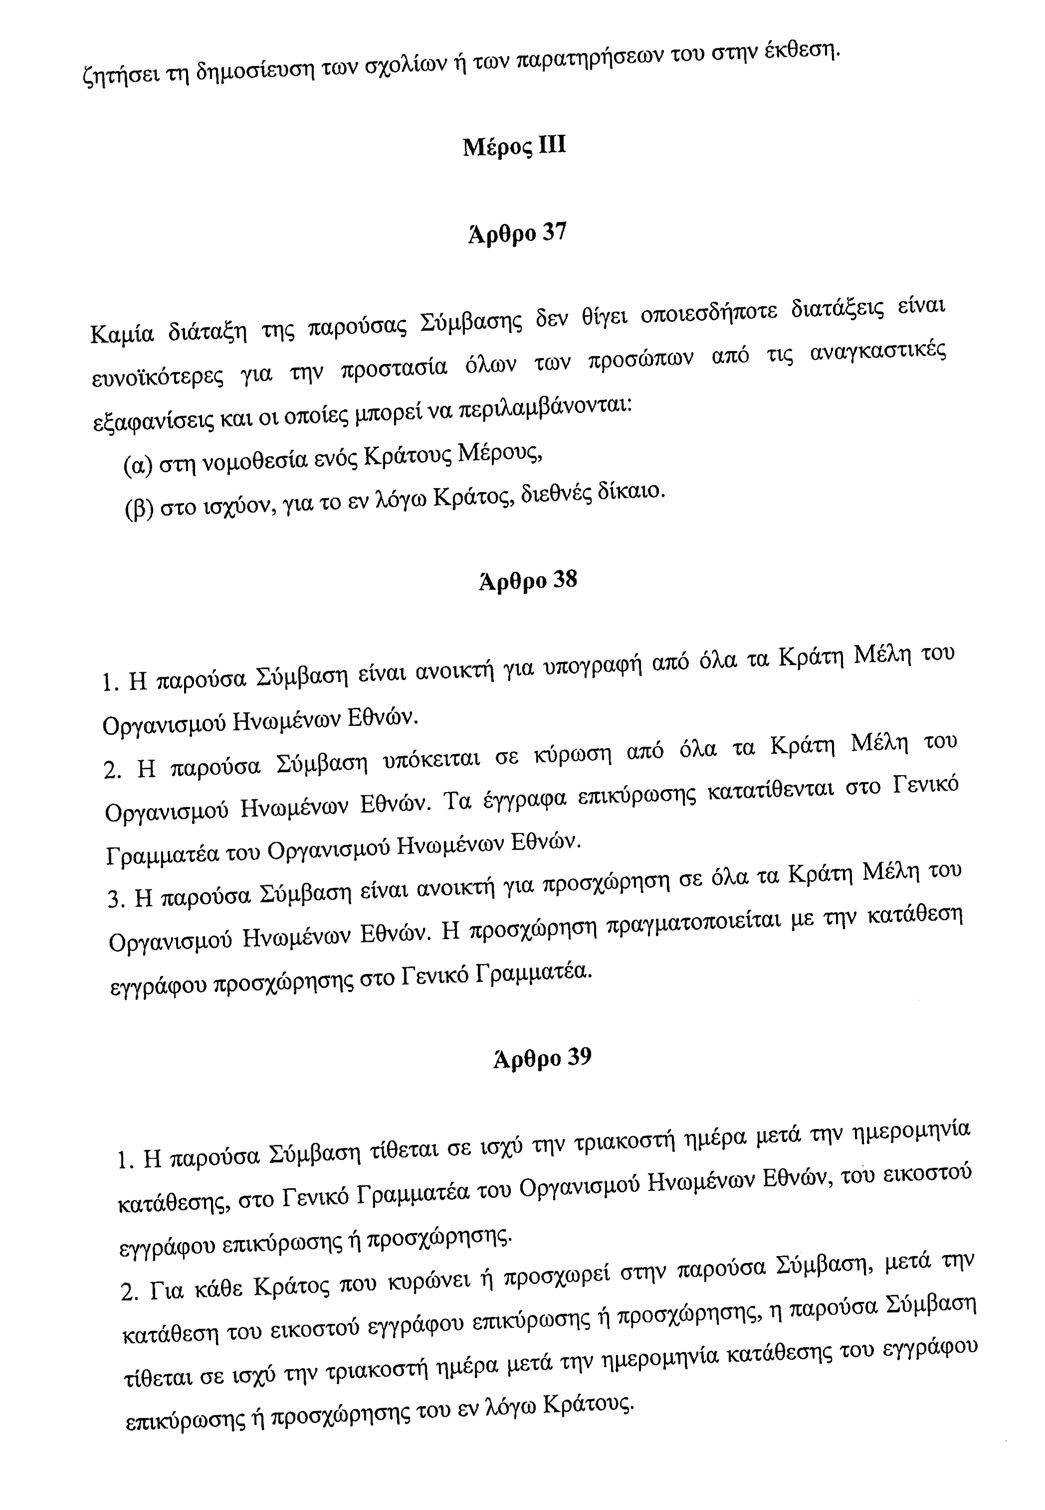 ζητήσει τη δημοσίευση των σχολίων ή των παρατηρήσεων του στην έκθεση.
Μέρος III
Άρθρο 37
Καμία διάταξη της παρούσας Σύμβασης δεν θίγει οποιεσδήποτε διατάξεις είναι
ευνοϊκότερες για την προστασία όλων των προσώπων από τις αναγκαστικές
εξαφανίσεις και οι οποίες μπορεί να περιλαμβάνονται:
(α) στη νομοθεσία ενός Κράτους Μέρους,
(β) στο ισχύον, για το εν λόγω Κράτος, διεθνές δίκαιο.
Άρθρο 38
1. Η παρούσα Σύμβαση είναι ανοικτή για υπογραφή από όλα τα Κράτη Μέλη του
Οργανισμού Ηνωμένων Εθνών.
2. Η παρούσα Σύμβαση υπόκειται σε κύρωση από όλα τα Κράτη Μέλη του
Οργανισμού Ηνωμένων Εθνών. Τα έγγραφα επικύρωσης κατατίθενται στο Γενικό
Γραμματέα του Οργανισμού Ηνωμένων Εθνών.
3. Η παρούσα Σύμβαση είναι ανοικτή για προσχώρηση σε όλα τα Κράτη Μέλη του
Οργανισμού Ηνωμένων Εθνών. Η προσχώρηση πραγματοποιείται με την κατάθεση
εγγράφου προσχώρησης στο Γενικό Γραμματέα.
Άρθρο 39
1. Η παρούσα Σύμβαση τίθεται σε ισχύ την τριακοστή ημέρα μετά την ημερομηνία
κατάθεσης, στο Γενικό Γραμματέα του Οργανισμού Ηνωμένων Εθνών, του εικοστού
εγγράφου επικύρωσης ή προσχώρησης.
2. Για κάθε Κράτος που κυρώνει ή προσχωρεί στην παρούσα Σύμβαση, μετά την
κατάθεση του εικοστού εγγράφου επικύρωσης ή προσχώρησης, η παρούσα Σύμβαση
τίθεται σε ισχύ την τριακοστή ημέρα μετά την ημερομηνία κατάθεσης του εγγράφου
επικύρωσης ή προσχώρησης του εν λόγω Κράτους.